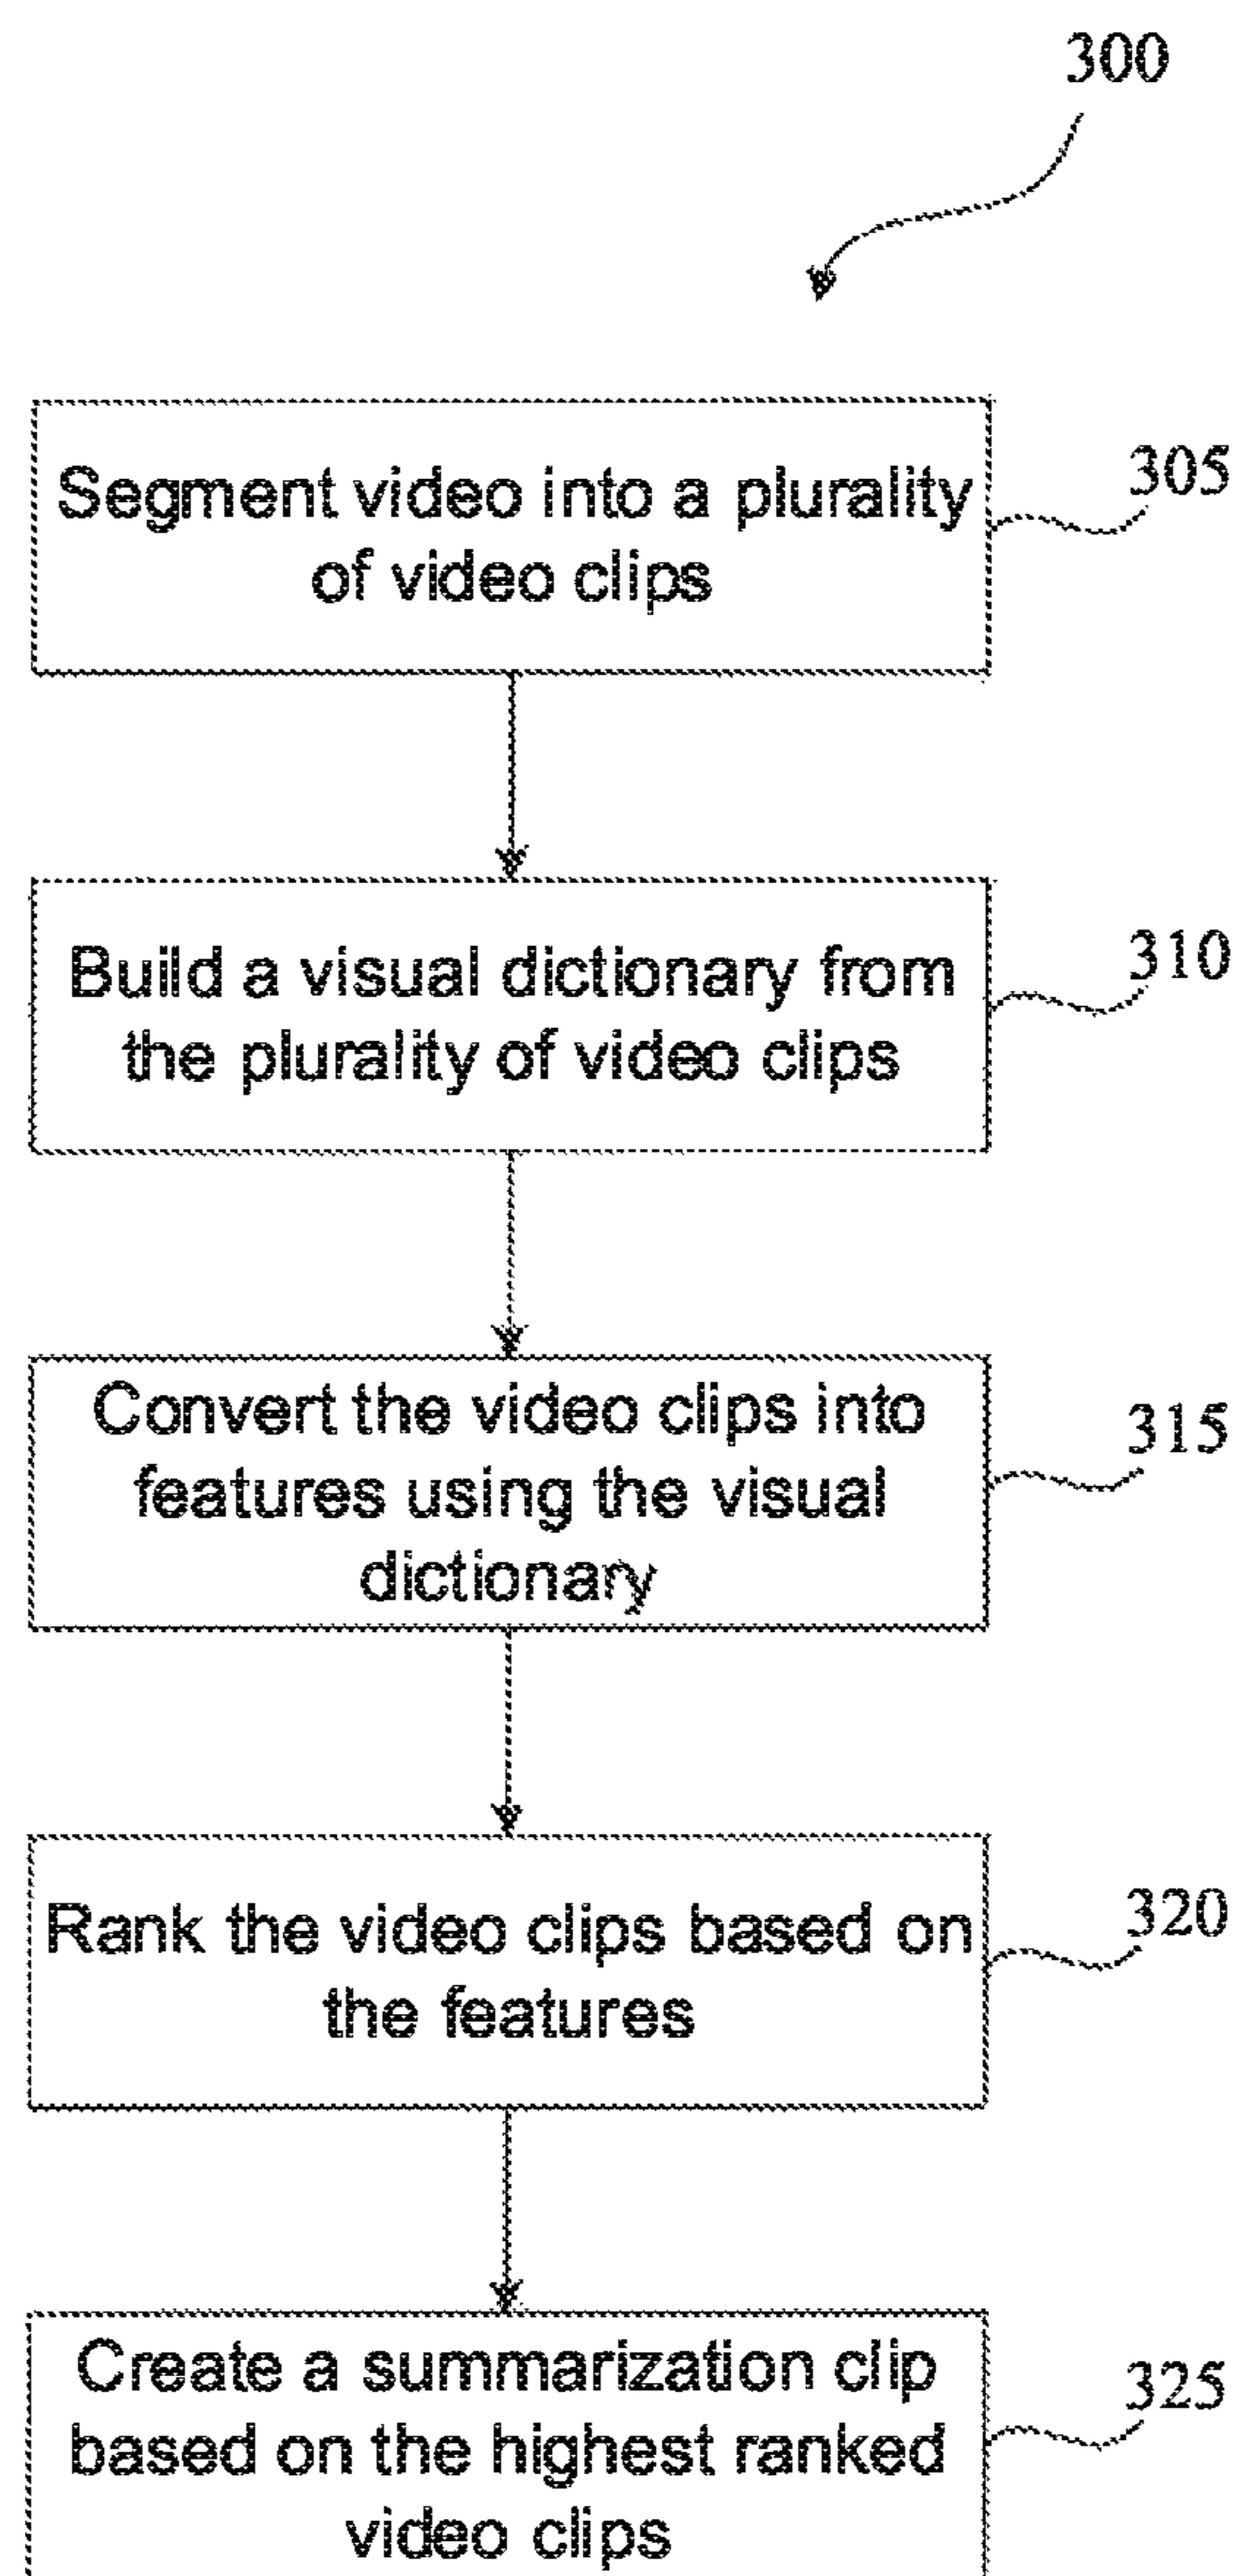 300
Segment video into a plurality
of video clips
305
Build a visual dictionary from
the plurality of video clips
310
Convert the video clips into
features using the visual
dictionary
315
Rank the video clips based on
the features
320
Create a summarization clip
based on the highest ranked
video clips
325